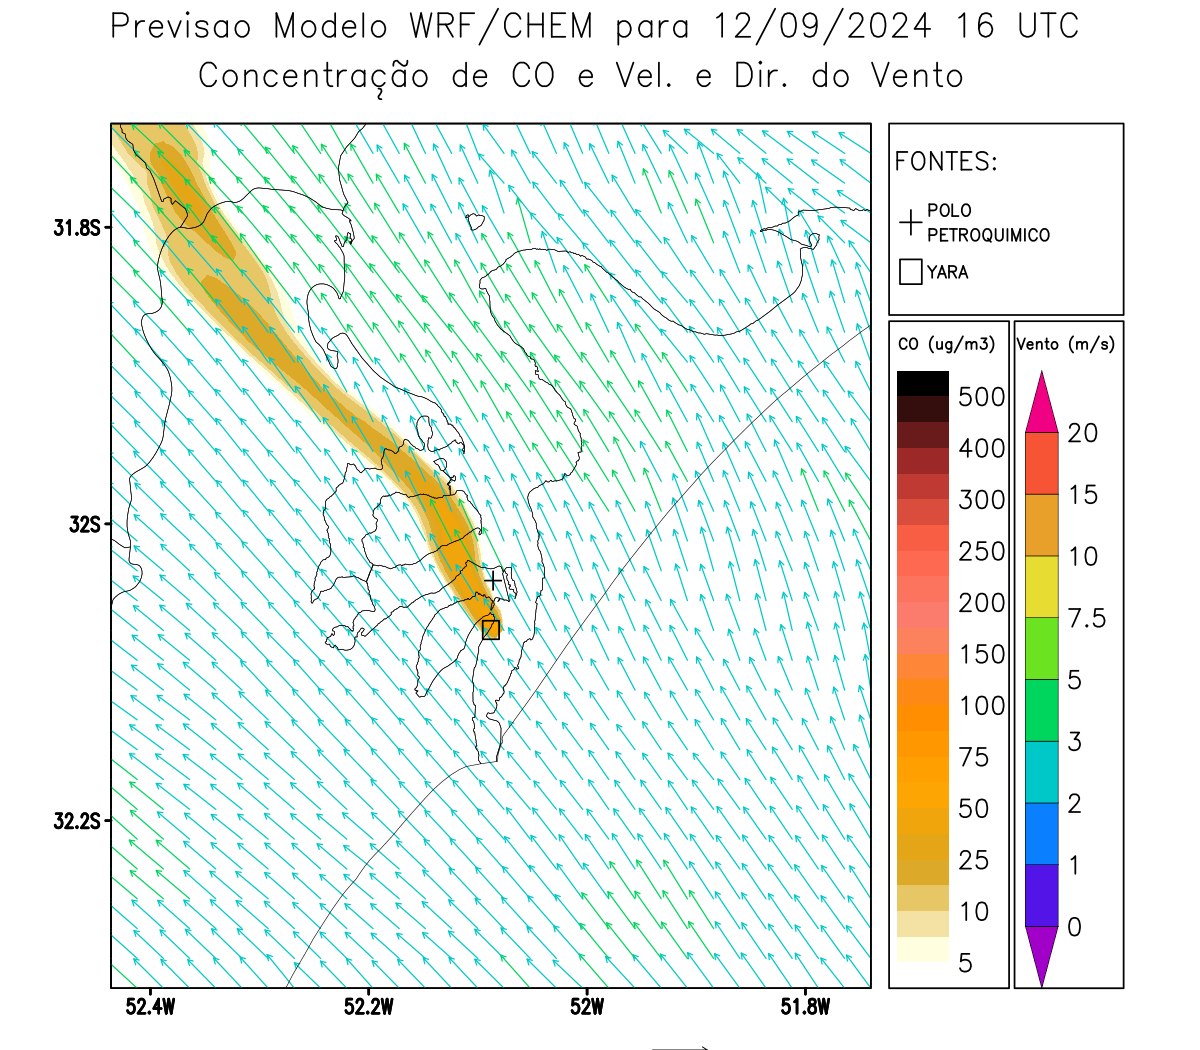 Previsao Modelo WRF/CHEM para 12/09/2024 16 UTC
Concentração de CO e Vel. e Dir. do Vento
FONTES:
POLO
PETROQUIMICO
YARA
CO (ug/m3)
500
400
300
250
200
150
100
75
50
25
10
5
Vento (m/s)
20
15
10
7.5
5
3
2
1
0
31.8S
32S
32.2S
52.4W
52.2W
52W
51.8W